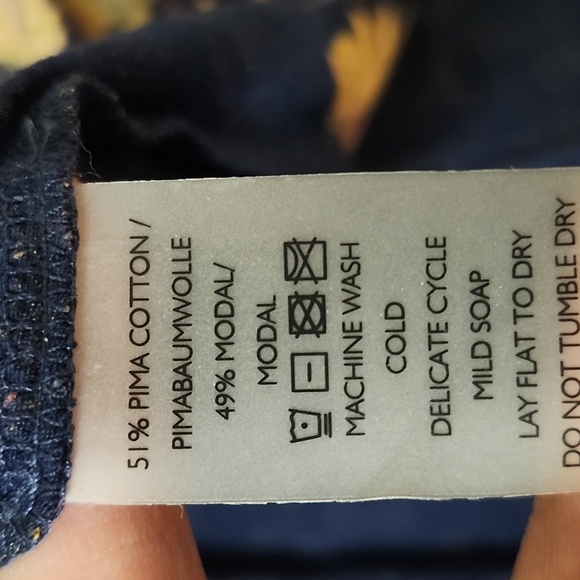 51% PIMA COTTON /
PIMABAUMWOLLE
49% MODAL/
MODAL
MACHINE WASH
COLD
DELICATE CYCLE
MILD SOAP
LAY FLAT TO DRY
DO NOT TUMBLE DRY